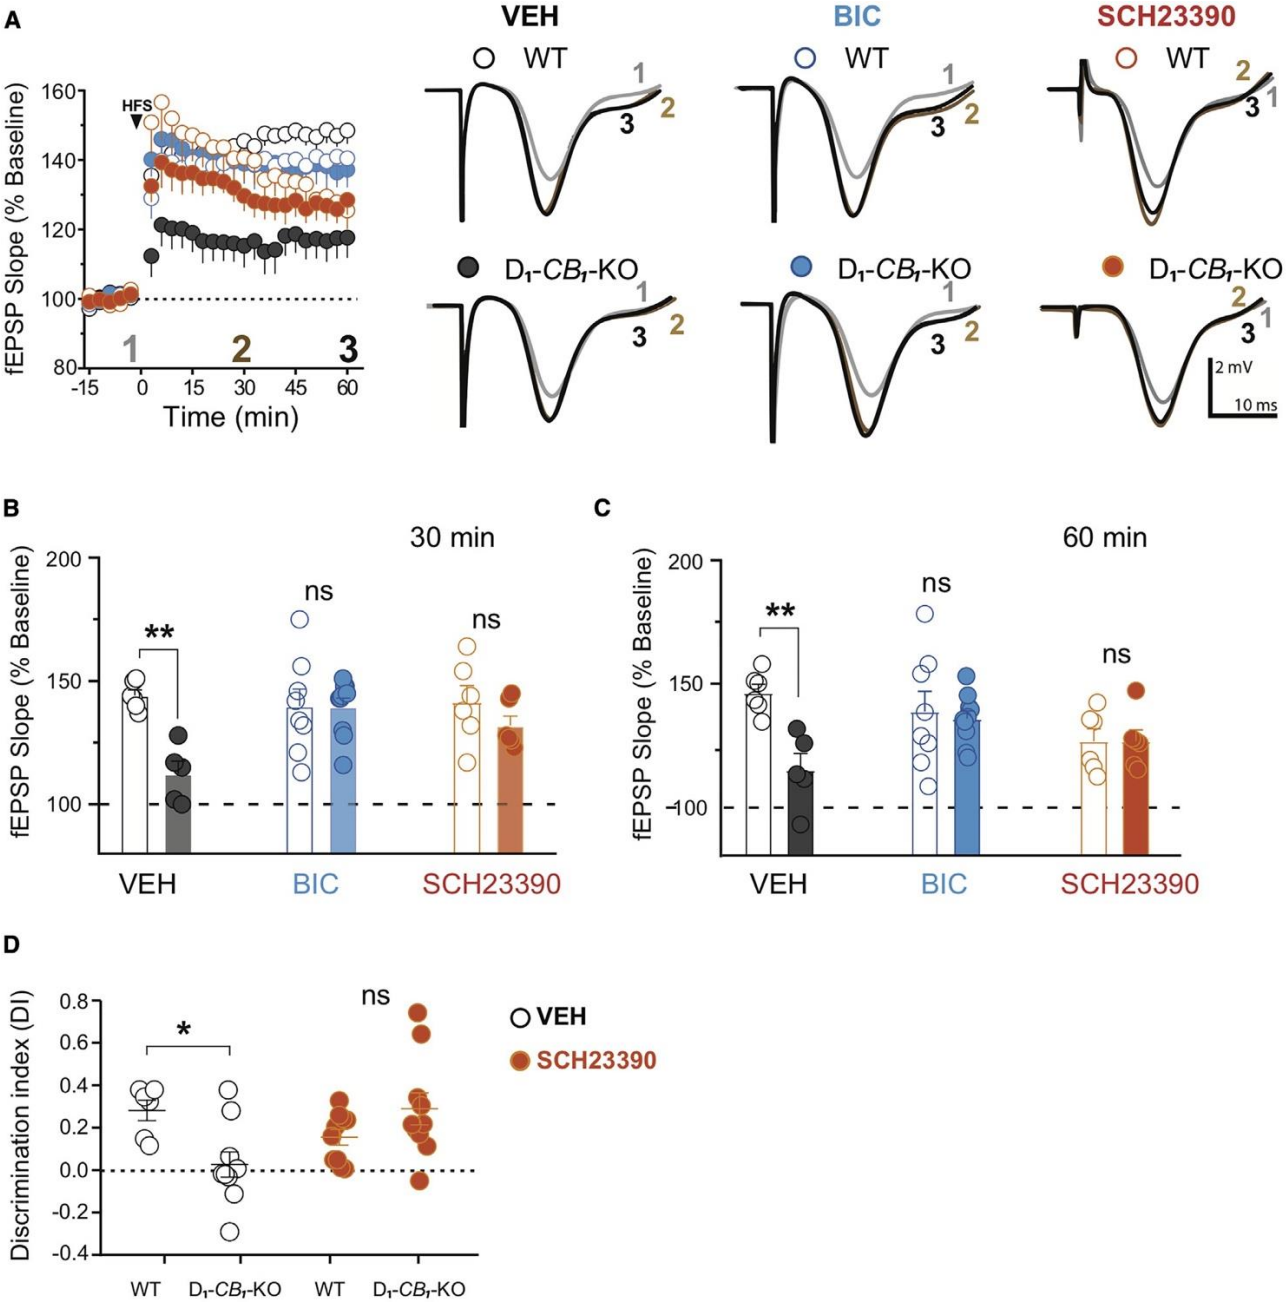 A
VEH
BIC
SCH23390
WT
WT
WT
fEPSP Slope (% Baseline)
160
140
120
100
80
HFS
1
2
3
-15
0
15
30
45
60
Time (min)
1
2
3
1
2
3
2
1
3
D₁-CB₁-KO
D₁-CB₁-KO
D₁-CB₁-KO
1
2
3
1
2
3
2
1
3
2 mV
10 ms
B
30 min
fEPSP Slope (% Baseline)
200
150
100
**
ns
ns
VEH
BIC
SCH23390
C
60 min
fEPSP Slope (% Baseline)
200
150
100
**
ns
ns
VEH
BIC
SCH23390
D
Discrimination index (DI)
0.8
0.6
0.4
0.2
0.0
-0.2
-0.4
*
ns
VEH
SCH23390
WT
D₁-CB₁-KO
WT
D₁-CB₁-KO